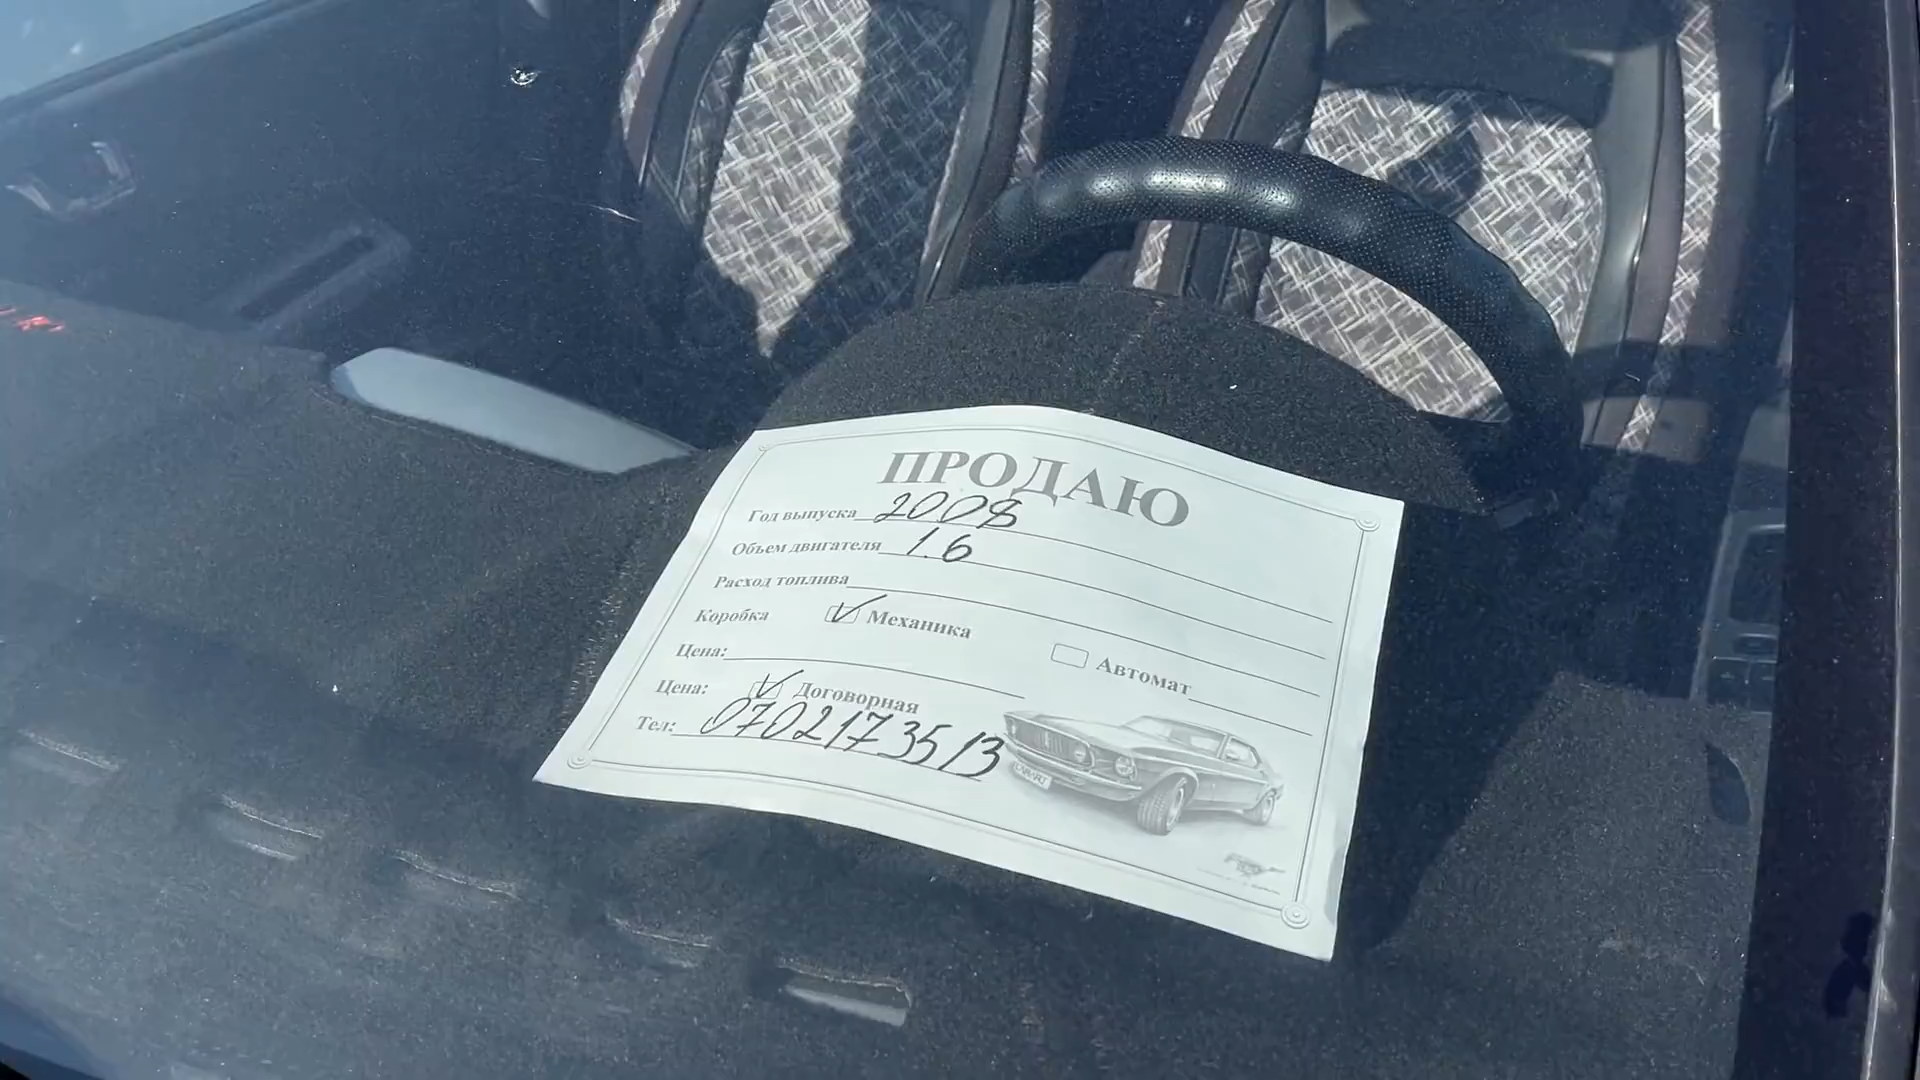 ПРОДАЮ
Год выпуска 2008
Объем двигателя 1.6
Расход топлива
Коробка Механика Автомат
Цена:
Цена: Договорная
Тел: 0702173513